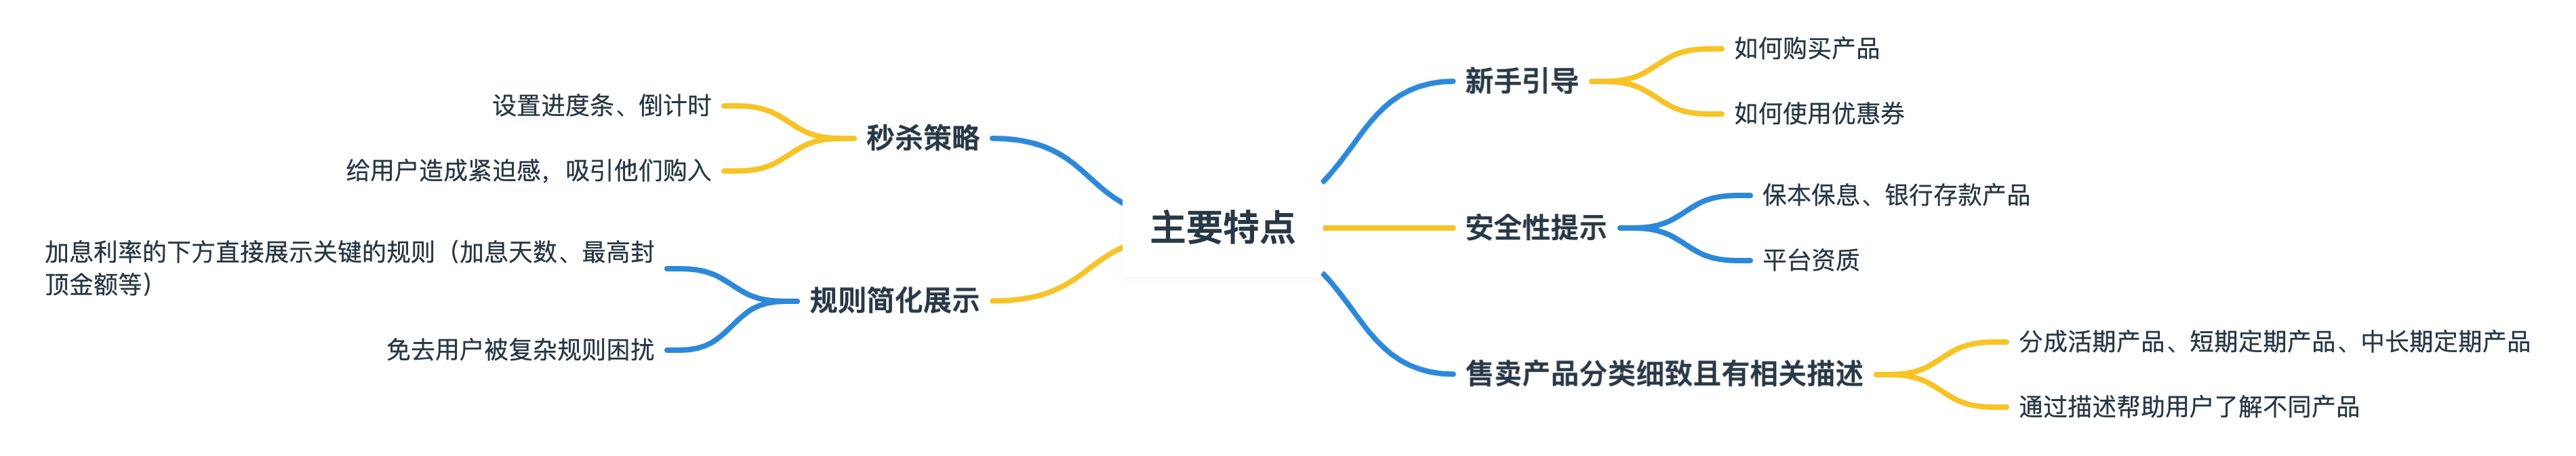 主要特点
新手引导
如何购买产品
如何使用优惠券
安全性提示
保本保息、银行存款产品
平台资质
售卖产品分类细致且有相关描述
分成活期产品、短期定期产品、中长期定期产品
通过描述帮助用户了解不同产品
秒杀策略
设置进度条、倒计时
给用户造成紧迫感，吸引他们购入
规则简化展示
加息利率的下方直接展示关键的规则（加息天数、最高封
顶金额等）
免去用户被复杂规则困扰